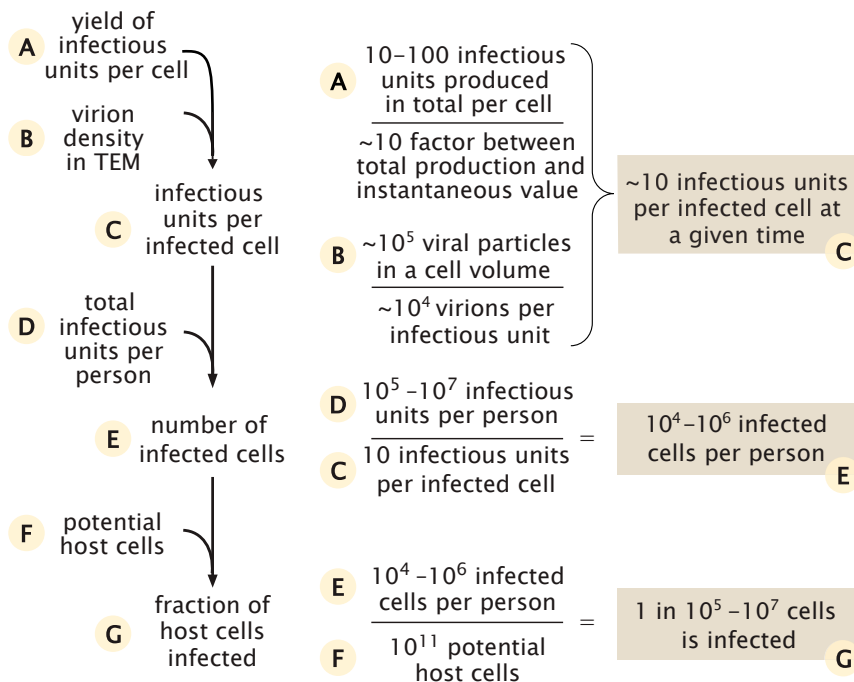 A
yield of
infectious
units per cell
B
virion
density
in TEM
C
infectious
units per
infected cell
D
total
infectious
units per
person
E
number of
infected cells
F
potential
host cells
G
fraction of
host cells
infected
A
10–100 infectious
units produced
in total per cell
~10 factor between
total production and
instantaneous value
B
~10⁵ viral particles
in a cell volume
~10⁴ virions per
infectious unit
~10 infectious units
per infected cell at
a given time
C
D
10⁵ –10⁷ infectious
units per person
C
10 infectious units
per infected cell
=
10⁴–10⁶ infected
cells per person
E
E
10⁴ –10⁶ infected
cells per person
F
10¹¹ potential
host cells
=
1 in 10⁵ –10⁷ cells
is infected
G